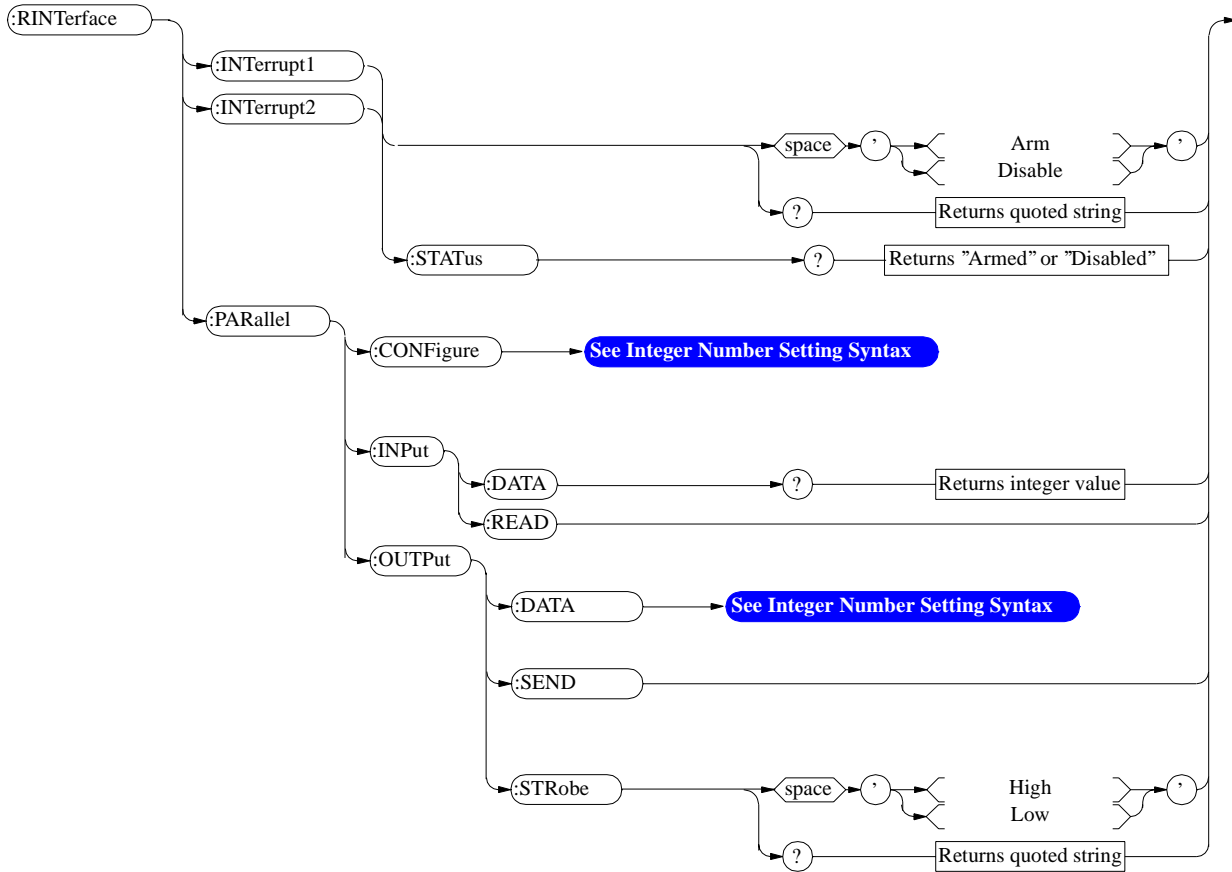 :RINTerface
:INTerrupt1
:INTerrupt2
space ’ Arm ’
Disable
? Returns quoted string
:STATus ? Returns ”Armed” or ”Disabled”
:PARallel
:CONFigure See Integer Number Setting Syntax
:INPut
:DATA ? Returns integer value
:READ
:OUTPut
:DATA See Integer Number Setting Syntax
:SEND
:STRobe space ’ High ’
Low
? Returns quoted string